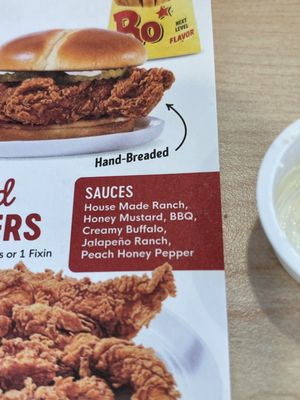 Bo
NEXT
LEVEL
FLAVOR
Hand-Breaded
SAUCES
House Made Ranch,
Honey Mustard, BBQ,
Creamy Buffalo,
Jalapeño Ranch,
Peach Honey Pepper
d
ERS
s or 1 Fixin